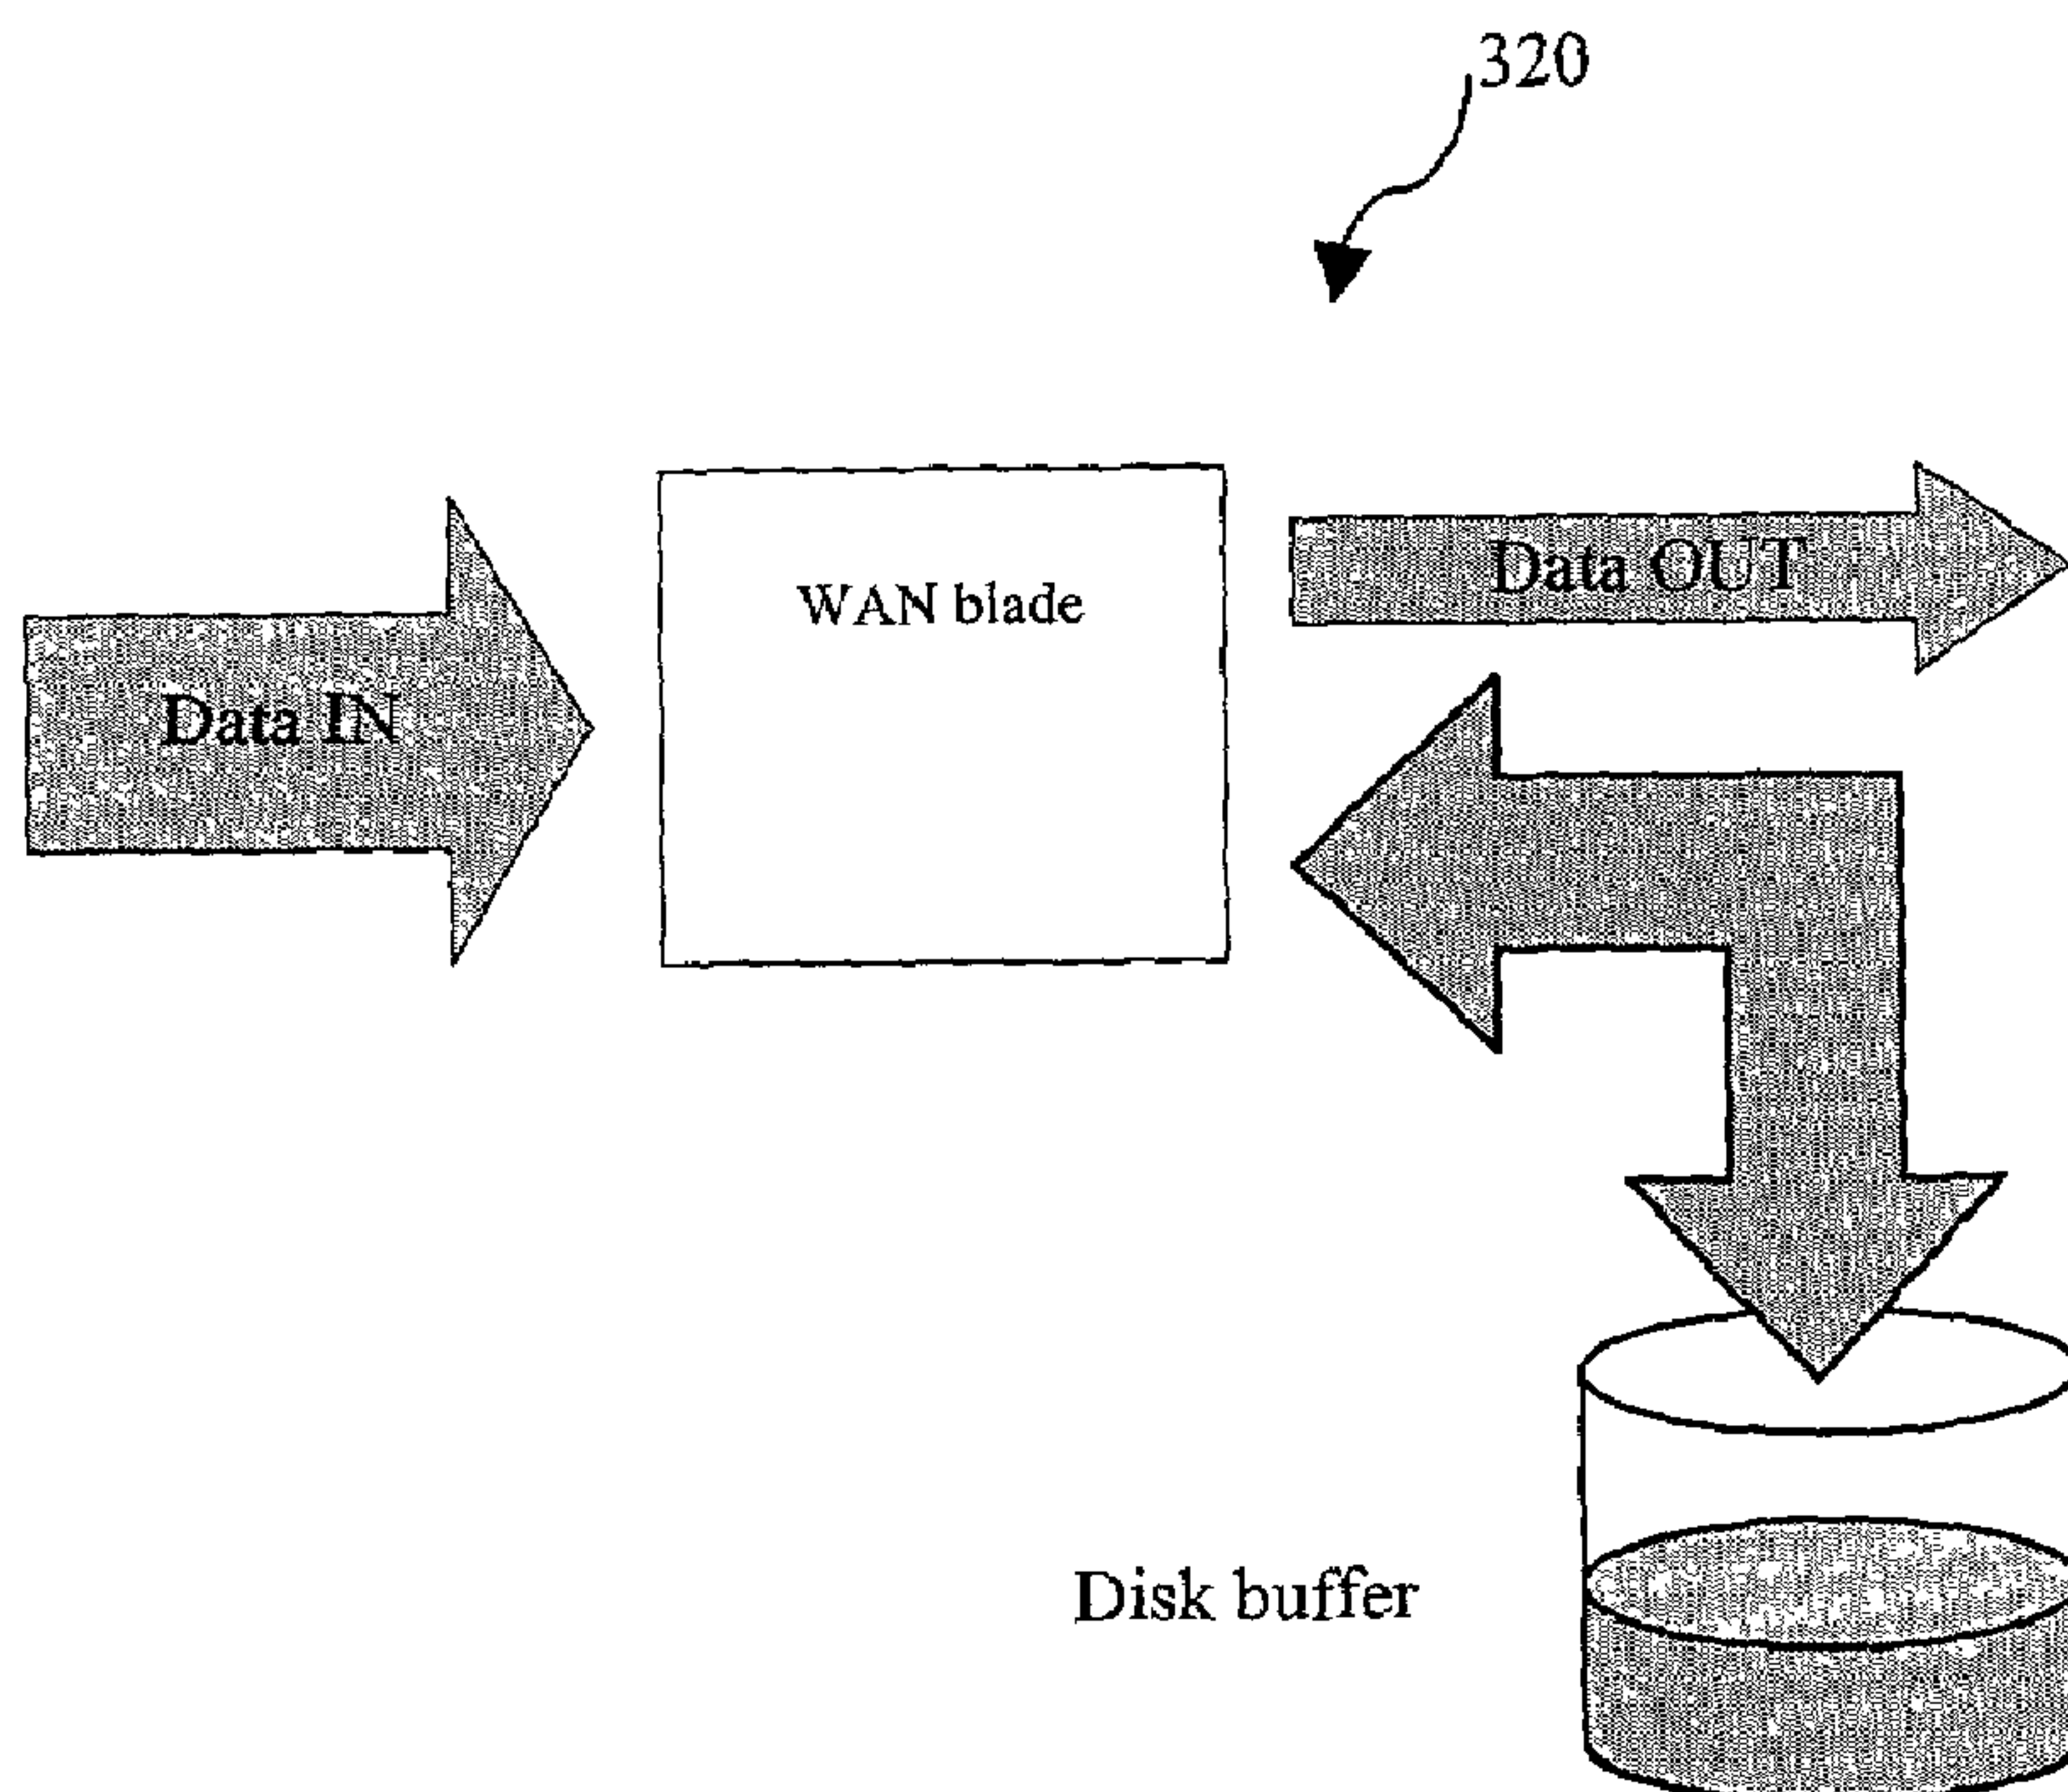 320
Data OUT
WAN blade
Data IN
Disk buffer